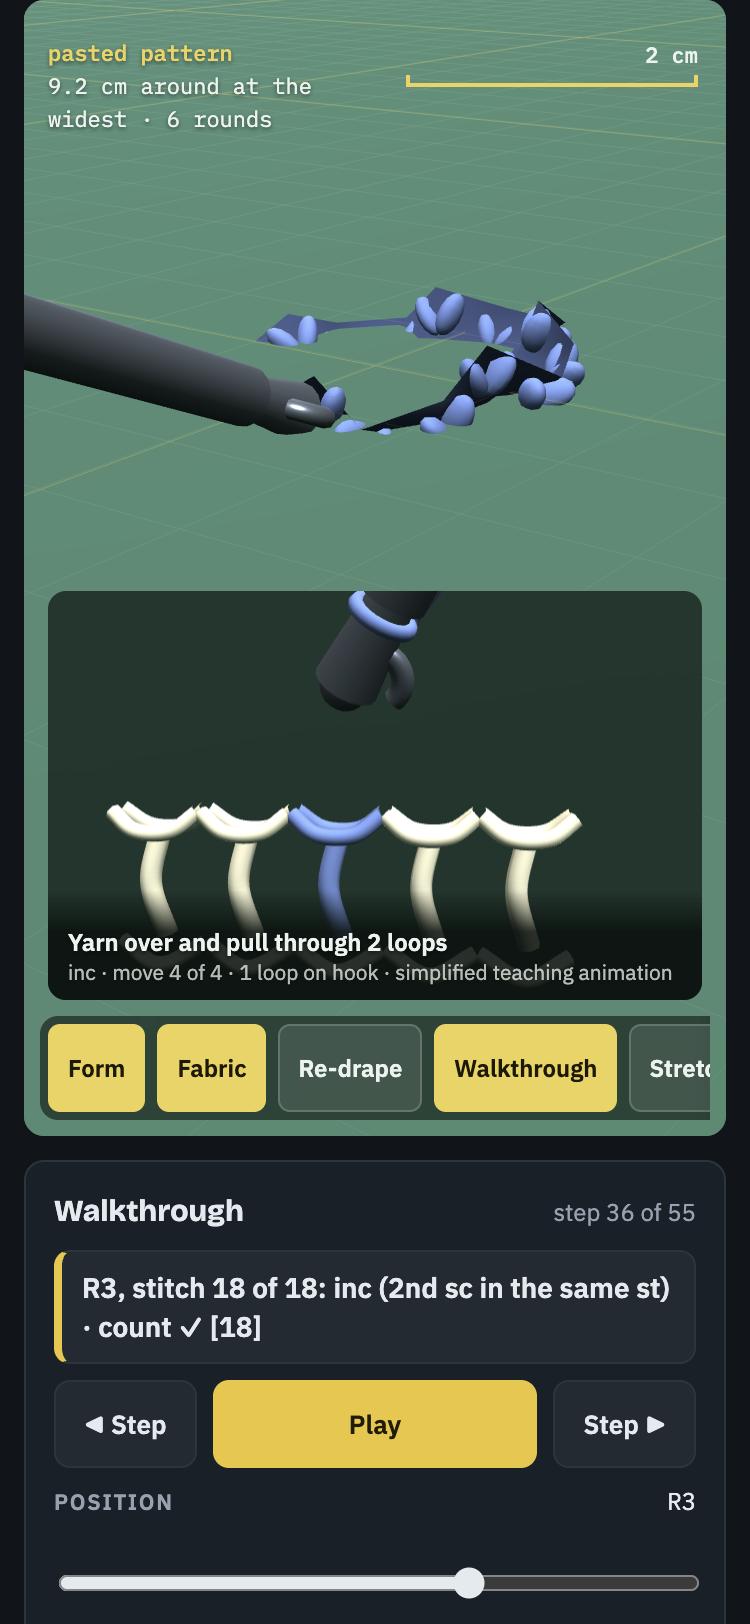 pasted pattern
2 cm
9.2 cm around at the
widest · 6 rounds
Yarn over and pull through 2 loops
inc · move 4 of 4 · 1 loop on hook · simplified teaching animation
Form
Fabric
Re-drape
Walkthrough
Walkthrough
step 36 of 55
R3, stitch 18 of 18: inc (2nd sc in the same st)
· count ✓ [18]
◀ Step
Play
Step ▶
POSITION
R3